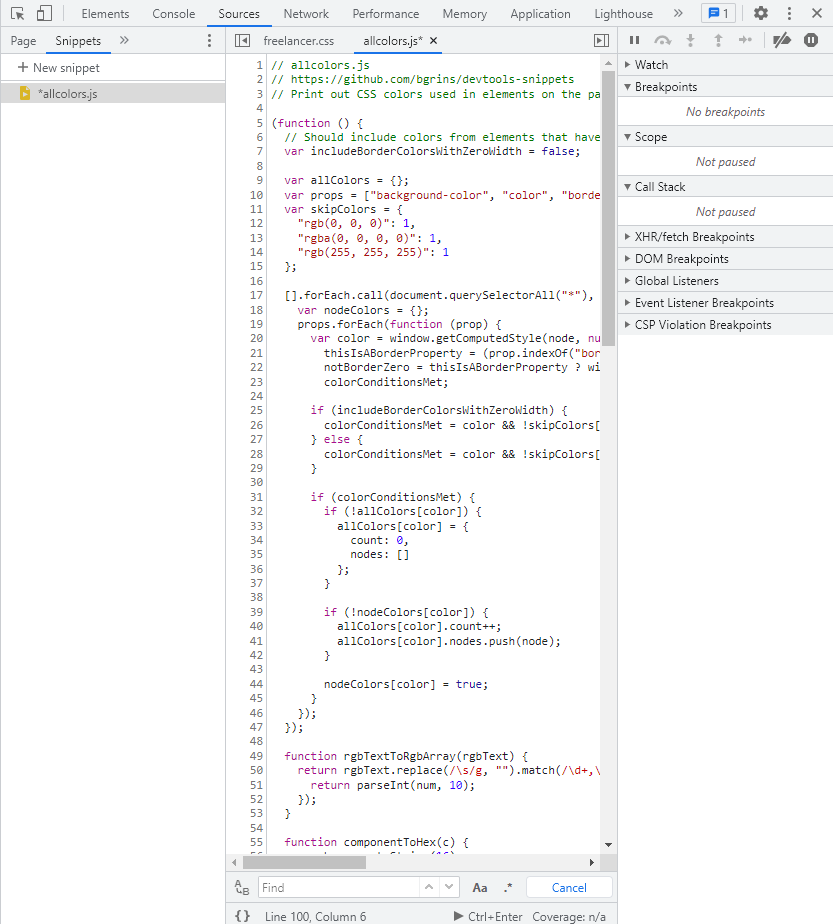 Elements Console Sources Network Performance Memory Application Lighthouse » 1
Page Snippets »
+ New snippet
*allcolors.js
freelancer.css allcolors.js* ×
1 // allcolors.js
2 // https://github.com/bgrins/devtools-snippets
3 // Print out CSS colors used in elements on the pa
4
5 (function () {
6 // Should include colors from elements that have
7 var includeBorderColorsWithZeroWidth = false;
8
9 var allColors = {};
10 var props = ["background-color", "color", "borde
11 var skipColors = {
12 "rgb(0, 0, 0)": 1,
13 "rgba(0, 0, 0, 0)": 1,
14 "rgb(255, 255, 255)": 1
15 };
16
17 [].forEach.call(document.querySelectorAll("*"),
18 var nodeColors = {};
19 props.forEach(function (prop) {
20 var color = window.getComputedStyle(node, nu
21 thisIsABorderProperty = (prop.indexOf("bor
22 notBorderZero = thisIsABorderProperty ? wi
23 colorConditionsMet;
24
25 if (includeBorderColorsWithZeroWidth) {
26 colorConditionsMet = color && !skipColors[
27 } else {
28 colorConditionsMet = color && !skipColors[
29 }
30
31 if (colorConditionsMet) {
32 if (!allColors[color]) {
33 allColors[color] = {
34 count: 0,
35 nodes: []
36 };
37 }
38
39 if (!nodeColors[color]) {
40 allColors[color].count++;
41 allColors[color].nodes.push(node);
42 }
43
44 nodeColors[color] = true;
45 }
46 });
47 });
48
49 function rgbTextToRgbArray(rgbText) {
50 return rgbText.replace(/\s/g, "").match(/\d+,\
51 return parseInt(num, 10);
52 });
53 }
54
55 function componentToHex(c) {
Find Aa .* Cancel
{} Line 100, Column 6 Ctrl+Enter Coverage: n/a
Watch
Breakpoints
No breakpoints
Scope
Not paused
Call Stack
Not paused
XHR/fetch Breakpoints
DOM Breakpoints
Global Listeners
Event Listener Breakpoints
CSP Violation Breakpoints